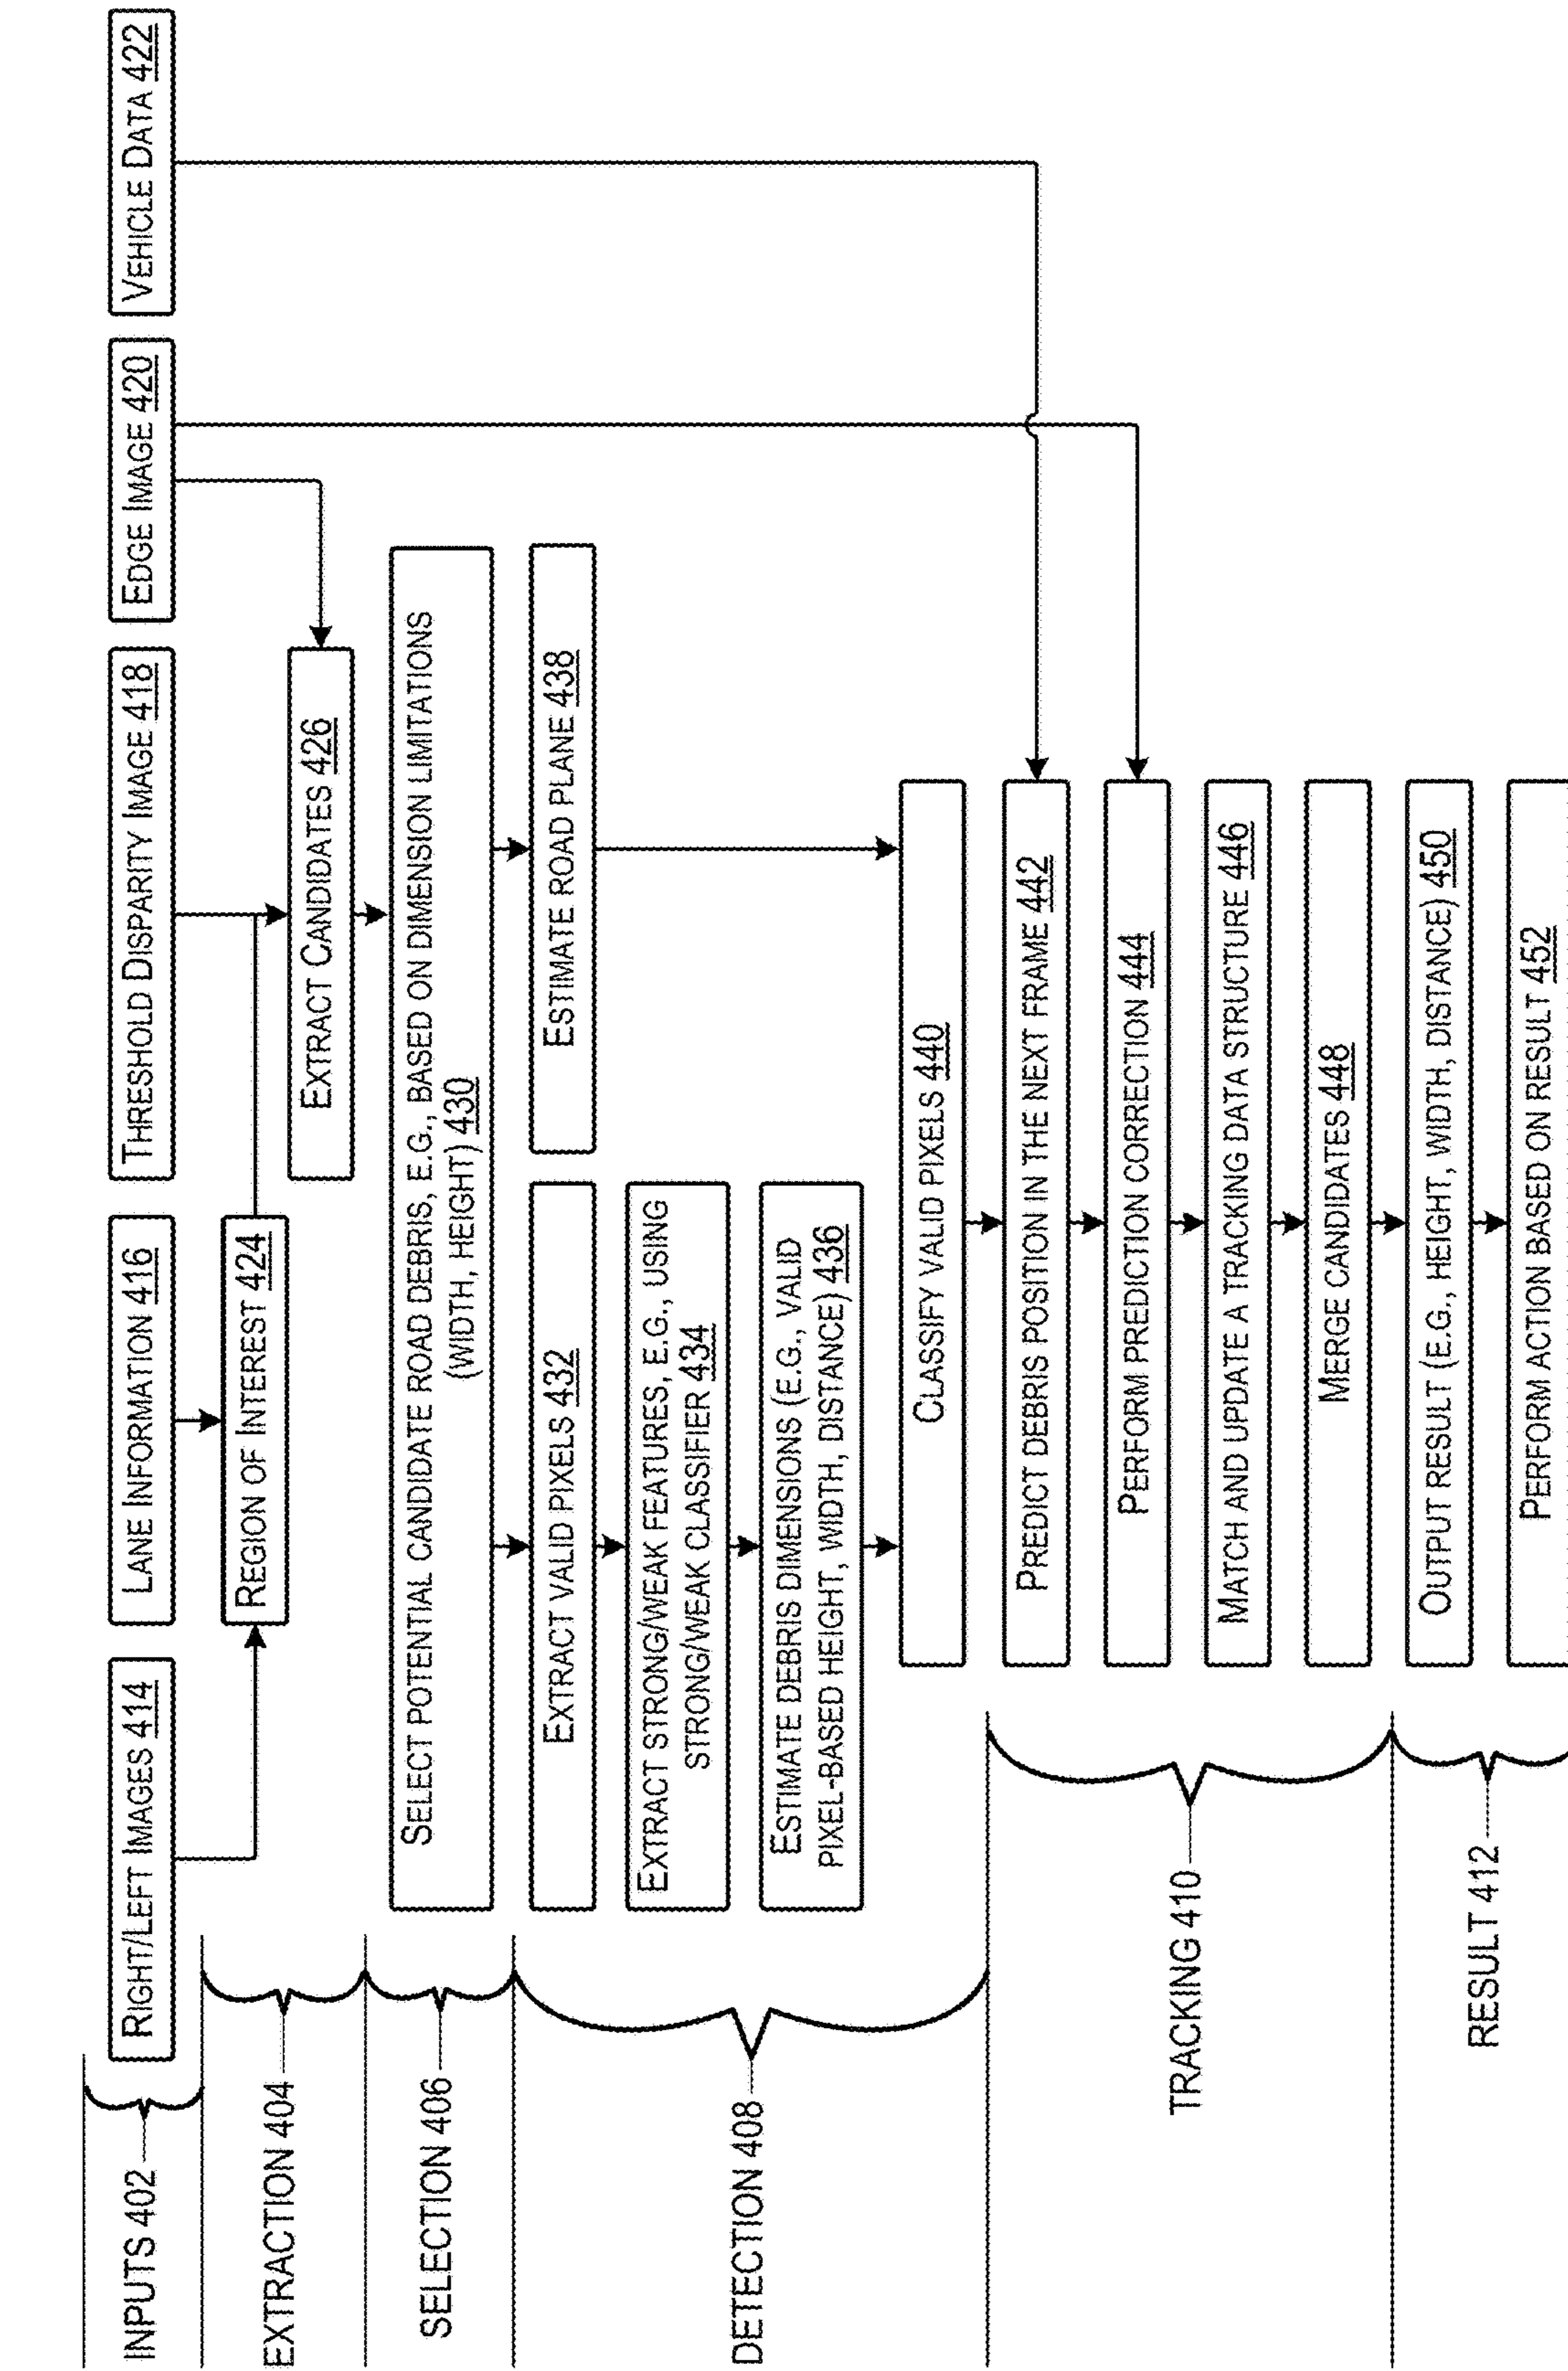 INPUTS 402
RIGHT/LEFT IMAGES 414
LANE INFORMATION 416
THRESHOLD DISPARITY IMAGE 418
EDGE IMAGE 420
VEHICLE DATA 422
EXTRACTION 404
REGION OF INTEREST 424
EXTRACT CANDIDATES 426
SELECTION 406
SELECT POTENTIAL CANDIDATE ROAD DEBRIS, E.G., BASED ON DIMENSION LIMITATIONS
(WIDTH, HEIGHT) 430
DETECTION 408
EXTRACT VALID PIXELS 432
ESTIMATE ROAD PLANE 438
EXTRACT STRONG/WEAK FEATURES, E.G., USING
STRONG/WEAK CLASSIFIER 434
ESTIMATE DEBRIS DIMENSIONS (E.G., VALID
PIXEL-BASED HEIGHT, WIDTH, DISTANCE) 436
CLASSIFY VALID PIXELS 440
TRACKING 410
PREDICT DEBRIS POSITION IN THE NEXT FRAME 442
PERFORM PREDICTION CORRECTION 444
MATCH AND UPDATE A TRACKING DATA STRUCTURE 446
MERGE CANDIDATES 448
RESULT 412
OUTPUT RESULT (E.G., HEIGHT, WIDTH, DISTANCE) 450
PERFORM ACTION BASED ON RESULT 452